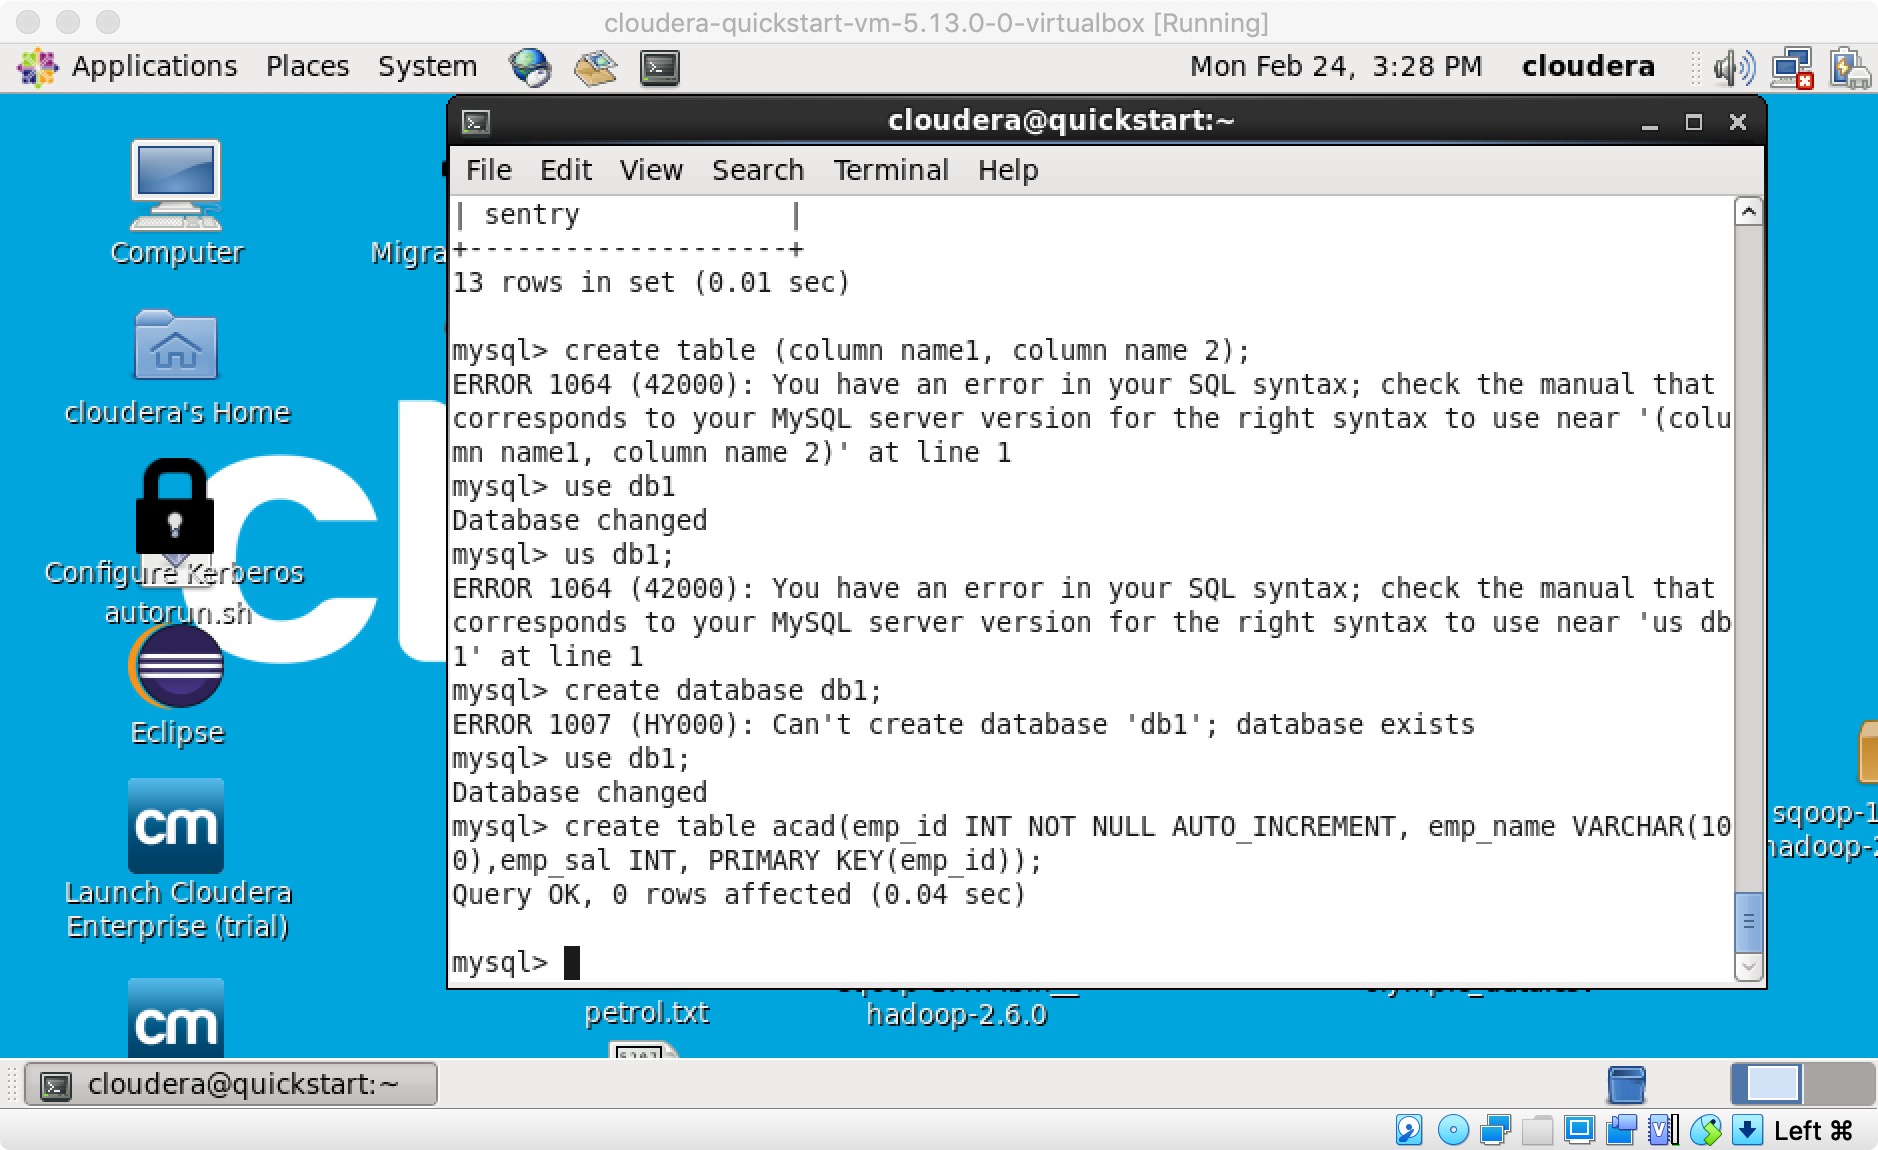 cloudera-quickstart-vm-5.13.0-0-virtualbox [Running]
Applications Places System Mon Feb 24, 3:28 PM cloudera
cloudera@quickstart:~
File Edit View Search Terminal Help
| sentry |
+--------------------+
13 rows in set (0.01 sec)
mysql> create table (column name1, column name 2);
ERROR 1064 (42000): You have an error in your SQL syntax; check the manual that
corresponds to your MySQL server version for the right syntax to use near '(colu
mn name1, column name 2)' at line 1
mysql> use db1
Database changed
mysql> us db1;
ERROR 1064 (42000): You have an error in your SQL syntax; check the manual that
corresponds to your MySQL server version for the right syntax to use near 'us db
1' at line 1
mysql> create database db1;
ERROR 1007 (HY000): Can't create database 'db1'; database exists
mysql> use db1;
Database changed
mysql> create table acad(emp_id INT NOT NULL AUTO_INCREMENT, emp_name VARCHAR(10
0),emp_sal INT, PRIMARY KEY(emp_id));
Query OK, 0 rows affected (0.04 sec)
mysql>
Computer
Migra
cloudera's Home
Configure Kerberos
autorun.sh
Eclipse
cm
Launch Cloudera
Enterprise (trial)
cm
sqoop-1
hadoop-2
petrol.txt
hadoop-2.6.0
cloudera@quickstart:~
Left ⌘